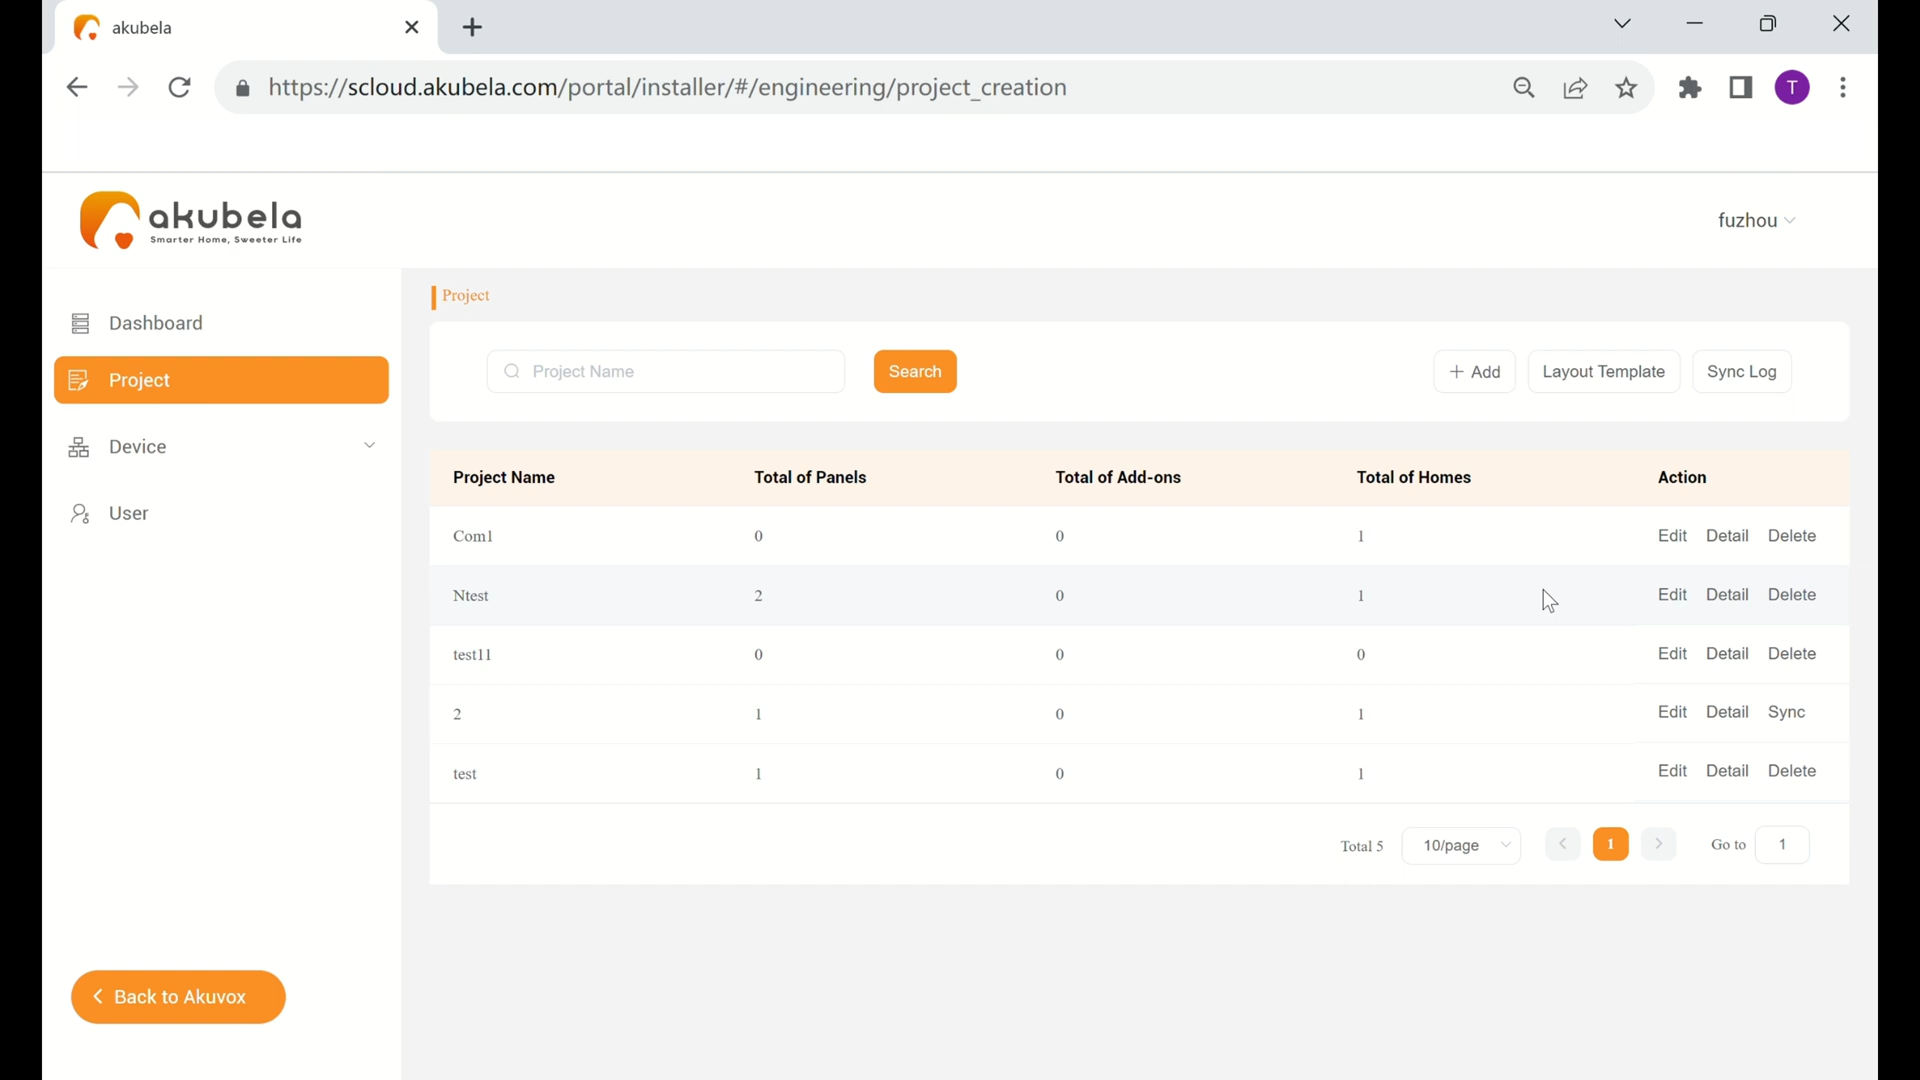 akubela
https://scloud.akubela.com/portal/installer/#/engineering/project_creation
T
akubela
Smarter Home, Sweeter Life
fuzhou
Dashboard
Project
Device
User
Back to Akuvox
Project
Project Name Search + Add Layout Template Sync Log
Project Name Total of Panels Total of Add-ons Total of Homes Action
Com1 0 0 1 Edit Detail Delete
Ntest 2 0 1 Edit Detail Delete
test11 0 0 0 Edit Detail Delete
2 1 0 1 Edit Detail Sync
test 1 0 1 Edit Detail Delete
Total 5 10/page 1 Go to 1